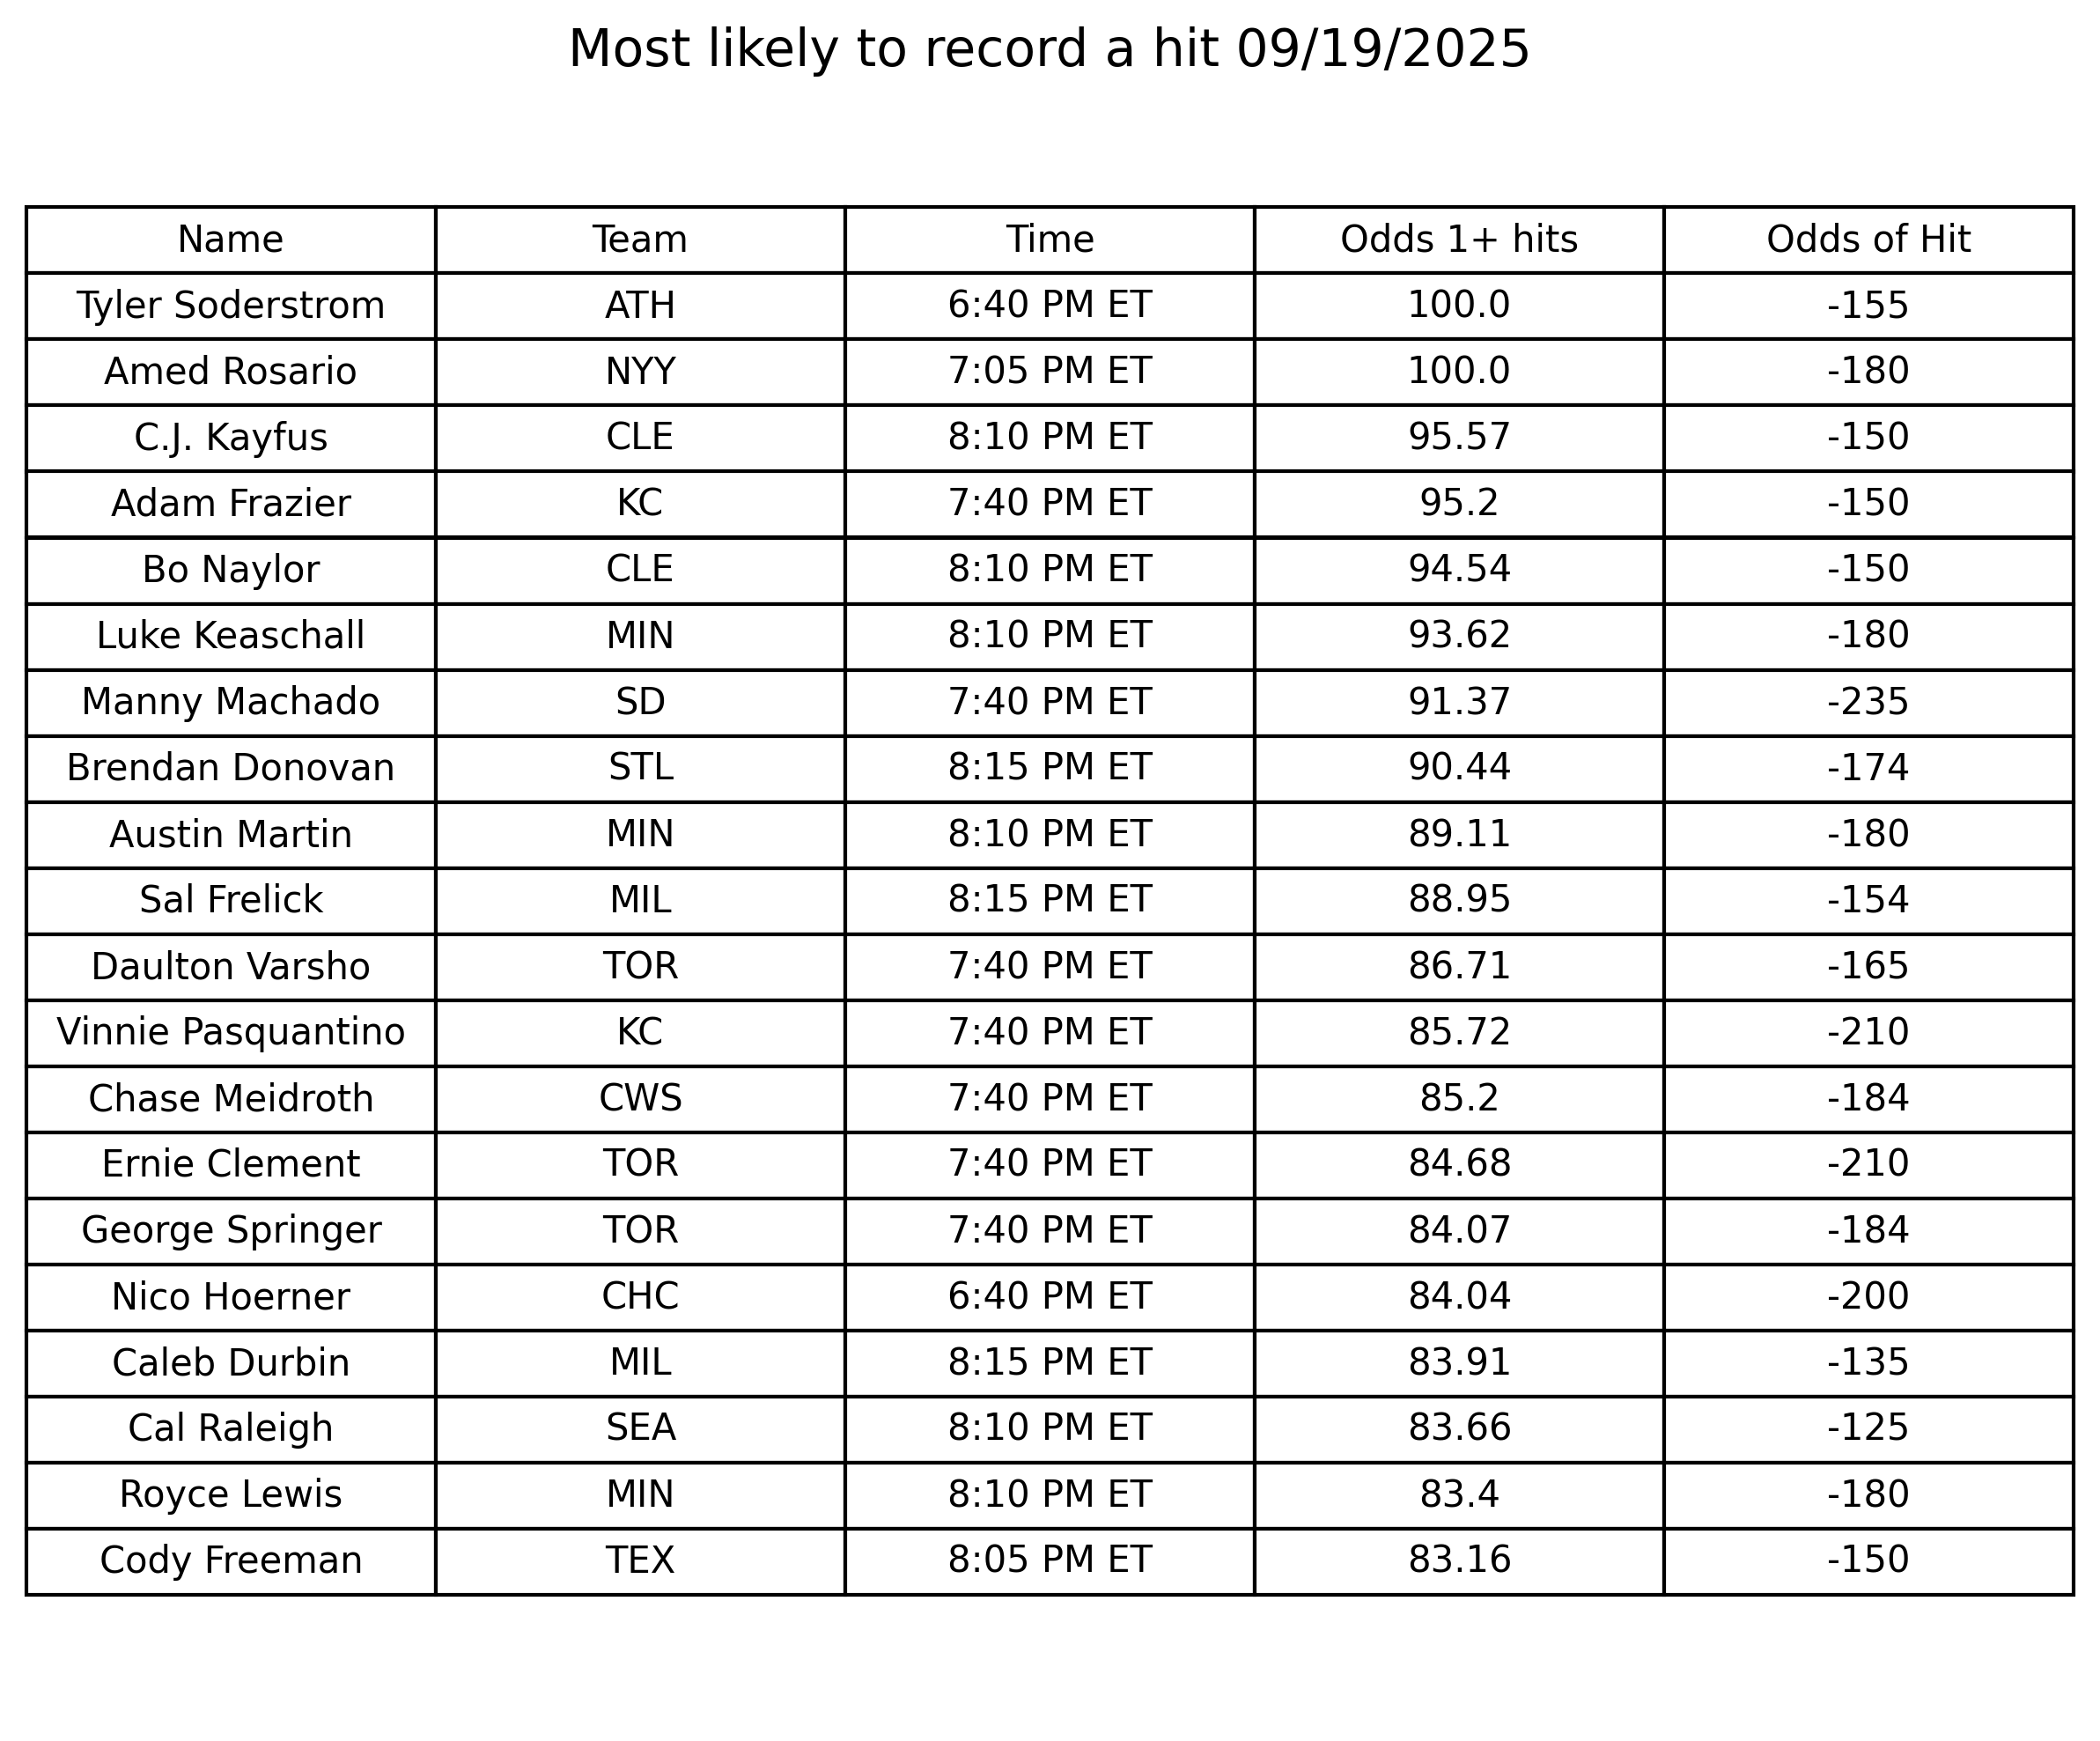 Most likely to record a hit 09/19/2025
Name Team Time Odds 1+ hits Odds of Hit
Tyler Soderstrom ATH 6:40 PM ET 100.0 -155
Amed Rosario NYY 7:05 PM ET 100.0 -180
C.J. Kayfus CLE 8:10 PM ET 95.57 -150
Adam Frazier KC 7:40 PM ET 95.2 -150
Bo Naylor CLE 8:10 PM ET 94.54 -150
Luke Keaschall MIN 8:10 PM ET 93.62 -180
Manny Machado SD 7:40 PM ET 91.37 -235
Brendan Donovan STL 8:15 PM ET 90.44 -174
Austin Martin MIN 8:10 PM ET 89.11 -180
Sal Frelick MIL 8:15 PM ET 88.95 -154
Daulton Varsho TOR 7:40 PM ET 86.71 -165
Vinnie Pasquantino KC 7:40 PM ET 85.72 -210
Chase Meidroth CWS 7:40 PM ET 85.2 -184
Ernie Clement TOR 7:40 PM ET 84.68 -210
George Springer TOR 7:40 PM ET 84.07 -184
Nico Hoerner CHC 6:40 PM ET 84.04 -200
Caleb Durbin MIL 8:15 PM ET 83.91 -135
Cal Raleigh SEA 8:10 PM ET 83.66 -125
Royce Lewis MIN 8:10 PM ET 83.4 -180
Cody Freeman TEX 8:05 PM ET 83.16 -150